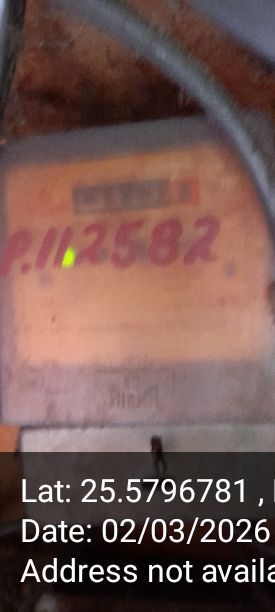 P.112582
Lat: 25.5796781 ,
Date: 02/03/2026
Address not availa